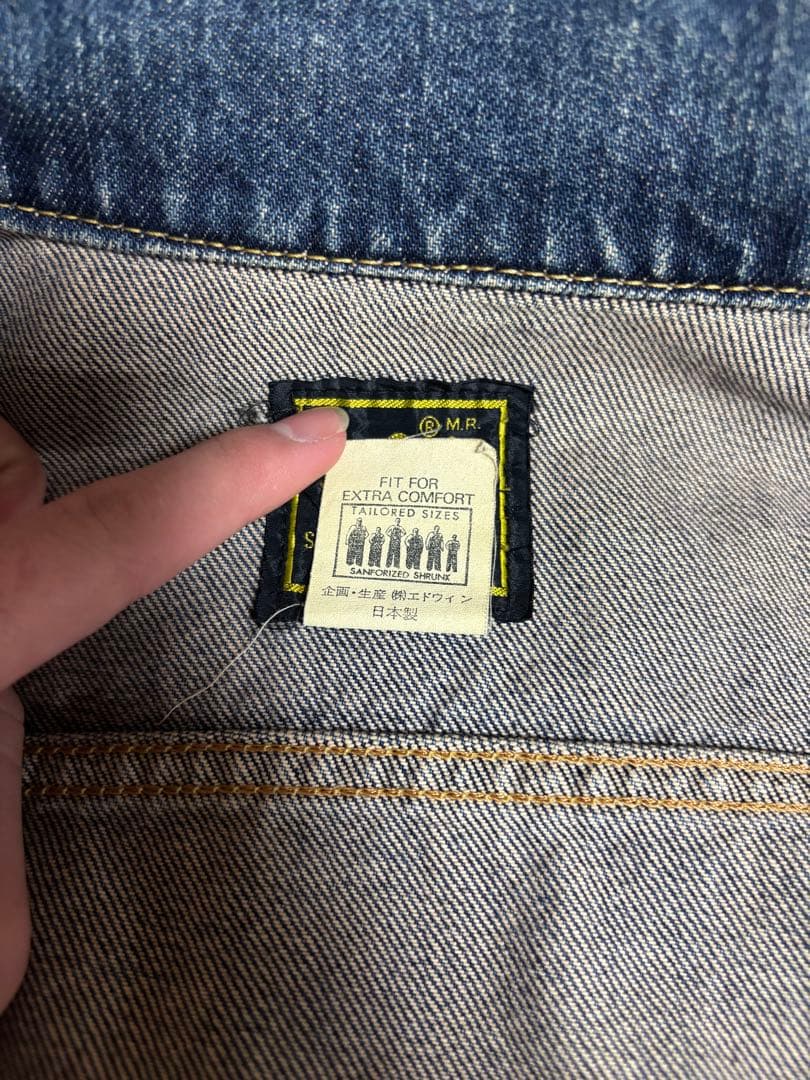 ® M.R.
FIT FOR
EXTRA COMFORT
TAILORED SIZES
SANFORIZED SHRUNK
企画・生産 ㈱エドウィン
日本製
S